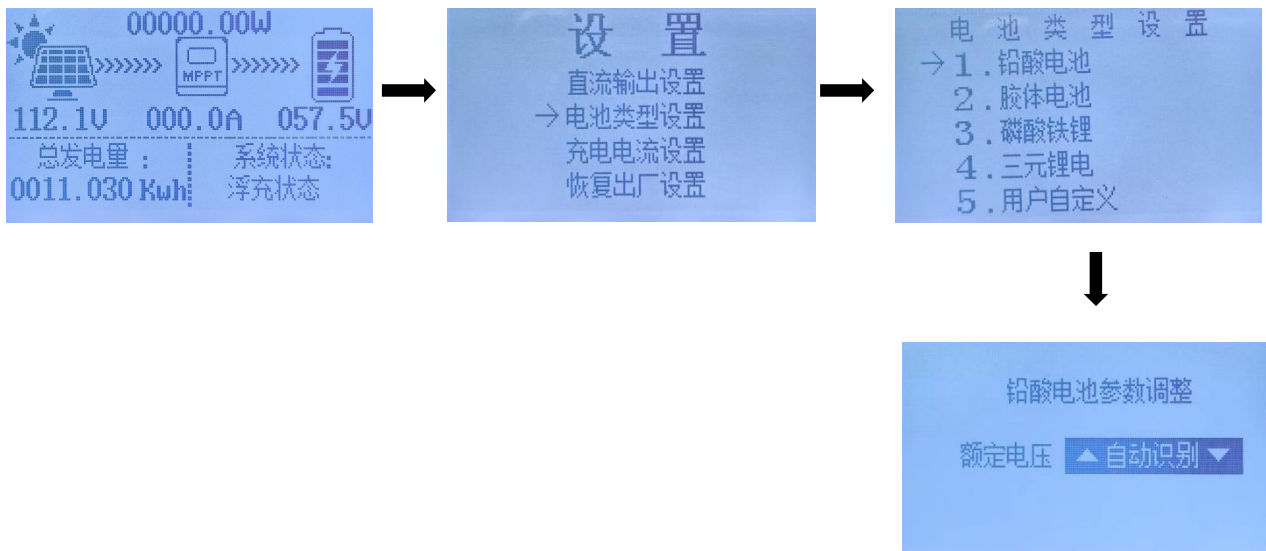 00000.00W
MPPT
112.1V 000.0A 057.5V
总发电量: 系统状态:
0011.030 Kwh 浮充状态
设 置
直流输出设置
→电池类型设置
充电电流设置
恢复出厂设置
电 池 类 型 设 置
→1.铅酸电池
2.胶体电池
3.磷酸铁锂
4.三元锂电
5.用户自定义
铅酸电池参数调整
额定电压 ▲自动识别▼